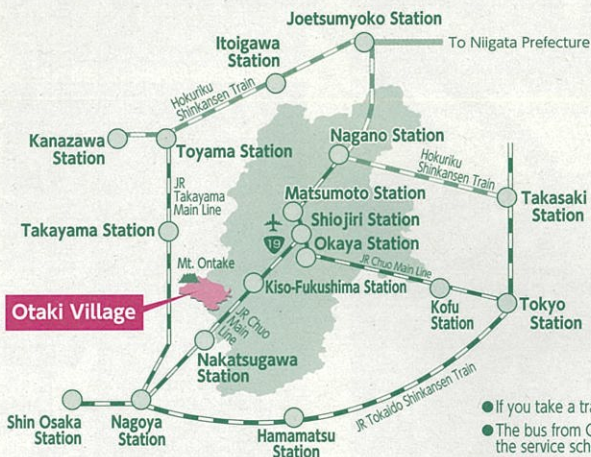 Joetsumyoko Station
To Niigata Prefecture
Itoigawa
Station
Hokuriku
Shinkansen Train
Kanazawa
Station
Toyama Station
Nagano Station
Hokuriku
Shinkansen Train
JR
Takayama
Main Line
Matsumoto Station
Takasaki
Station
Takayama Station
Shiojiri Station
19
Okaya Station
Mt. Ontake
JR Chuo Main Line
Kiso-Fukushima Station
Otaki Village
JR Chuo
Main
Line
Kofu
Station
Tokyo
Station
Nakatsugawa
Station
JR Tokaido Shinkansen Train
Shin Osaka
Station
Nagoya
Station
Hamamatsu
Station
● If you take a tra
● The bus from
the service sch